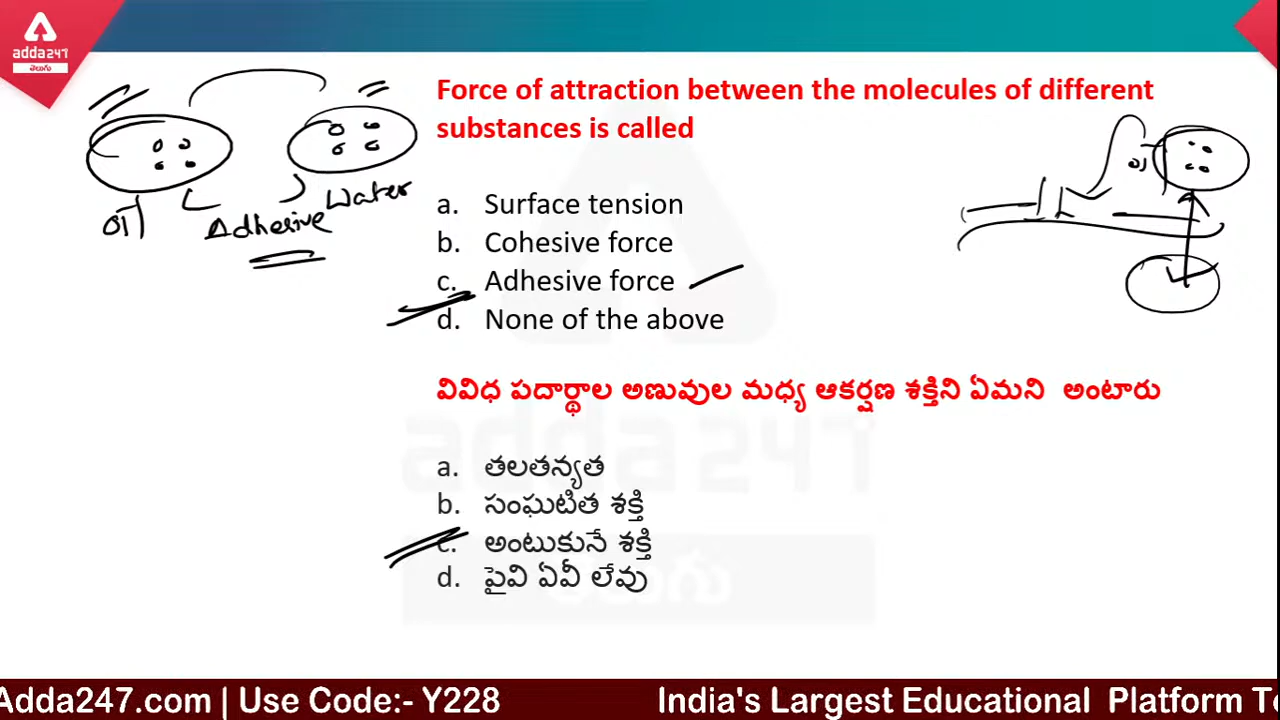 adda247
తెలుగు
Force of attraction between the molecules of different
substances is called
a. Surface tension
b. Cohesive force
c. Adhesive force
d. None of the above
Oil
Adhesive
Water
వివిధ పదార్థాల అణువుల మధ్య ఆకర్షణ శక్తిని ఏమని అంటారు
a. తలతన్యత
b. సంఘటిత శక్తి
c. అంటుకునే శక్తి
d. పైవి ఏవీ లేవు
adda247
తెలుగు
Adda247.com | Use Code:- Y228 India's Largest Educational Platform Te